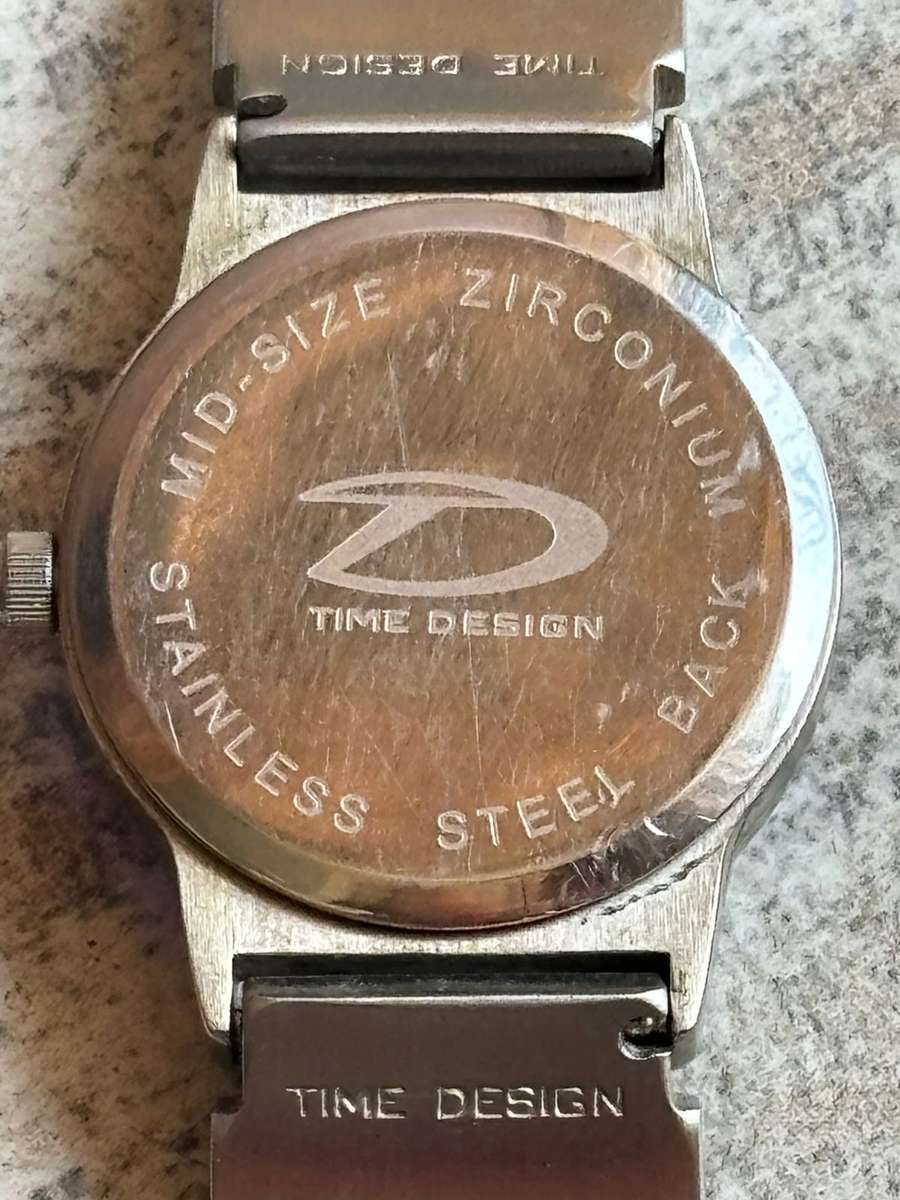 TIME DESIGN
MID-SIZE ZIRCONIUM
TIME DESIGN
STAINLESS STEEL BACK
TIME DESIGN